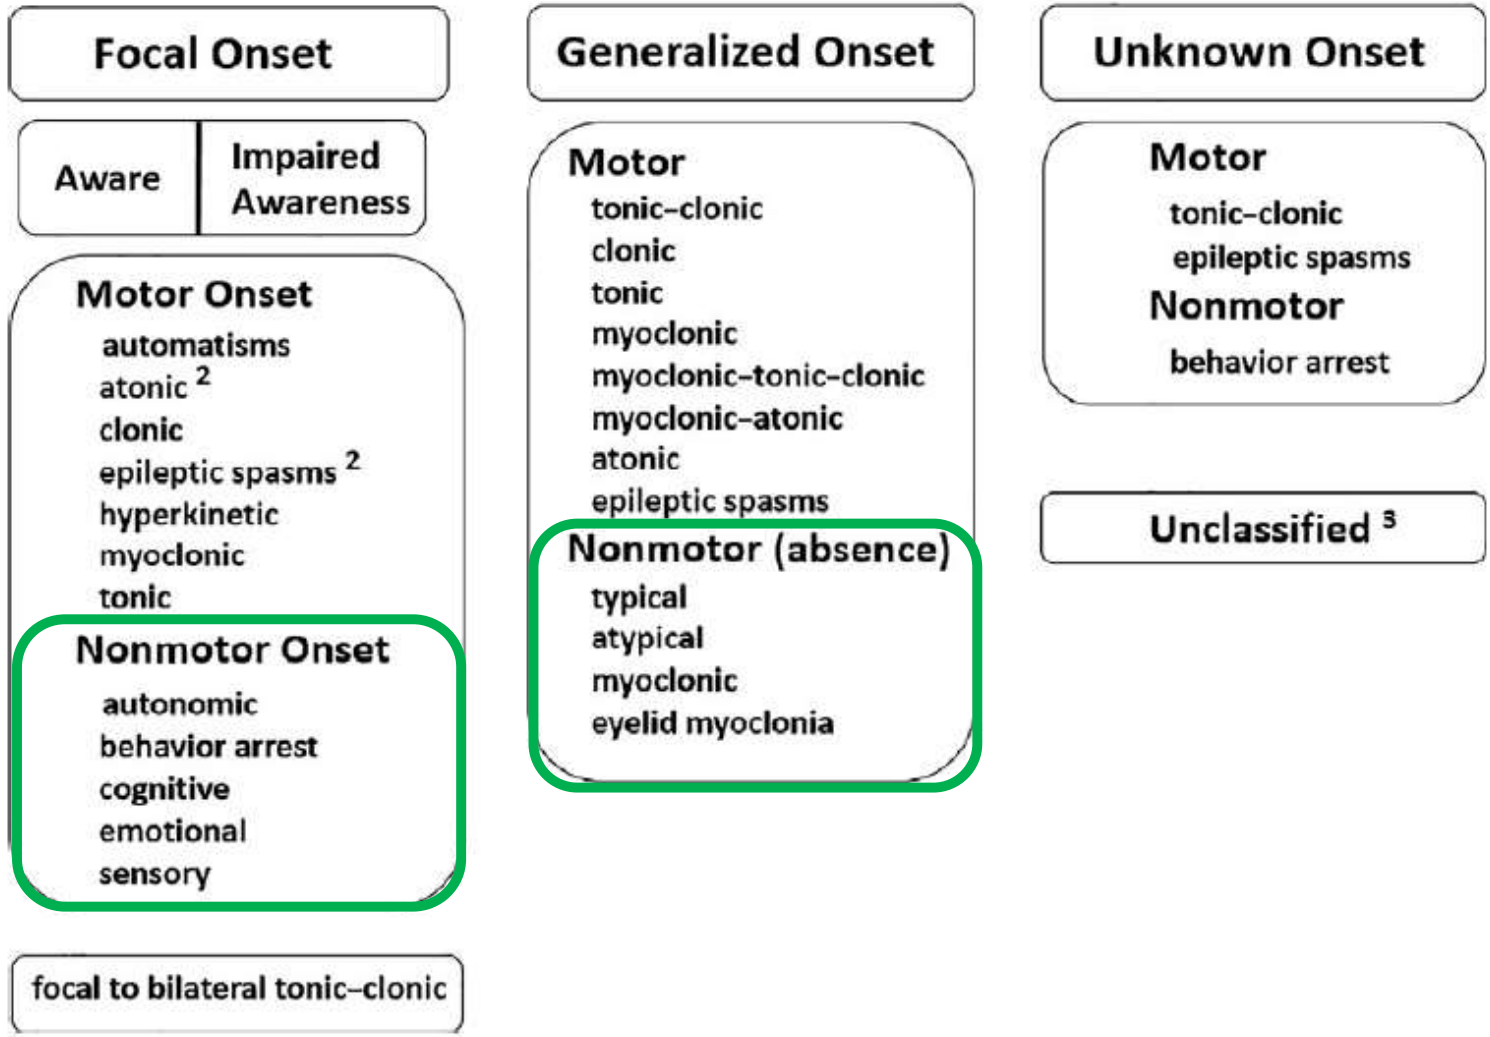 Focal Onset
Aware
Impaired
Awareness
Motor Onset
automatisms
atonic ²
clonic
epileptic spasms ²
hyperkinetic
myoclonic
tonic
Nonmotor Onset
autonomic
behavior arrest
cognitive
emotional
sensory
focal to bilateral tonic–clonic
Generalized Onset
Motor
tonic–clonic
clonic
tonic
myoclonic
myoclonic–tonic–clonic
myoclonic–atonic
atonic
epileptic spasms
Nonmotor (absence)
typical
atypical
myoclonic
eyelid myoclonia
Unknown Onset
Motor
tonic–clonic
epileptic spasms
Nonmotor
behavior arrest
Unclassified ³